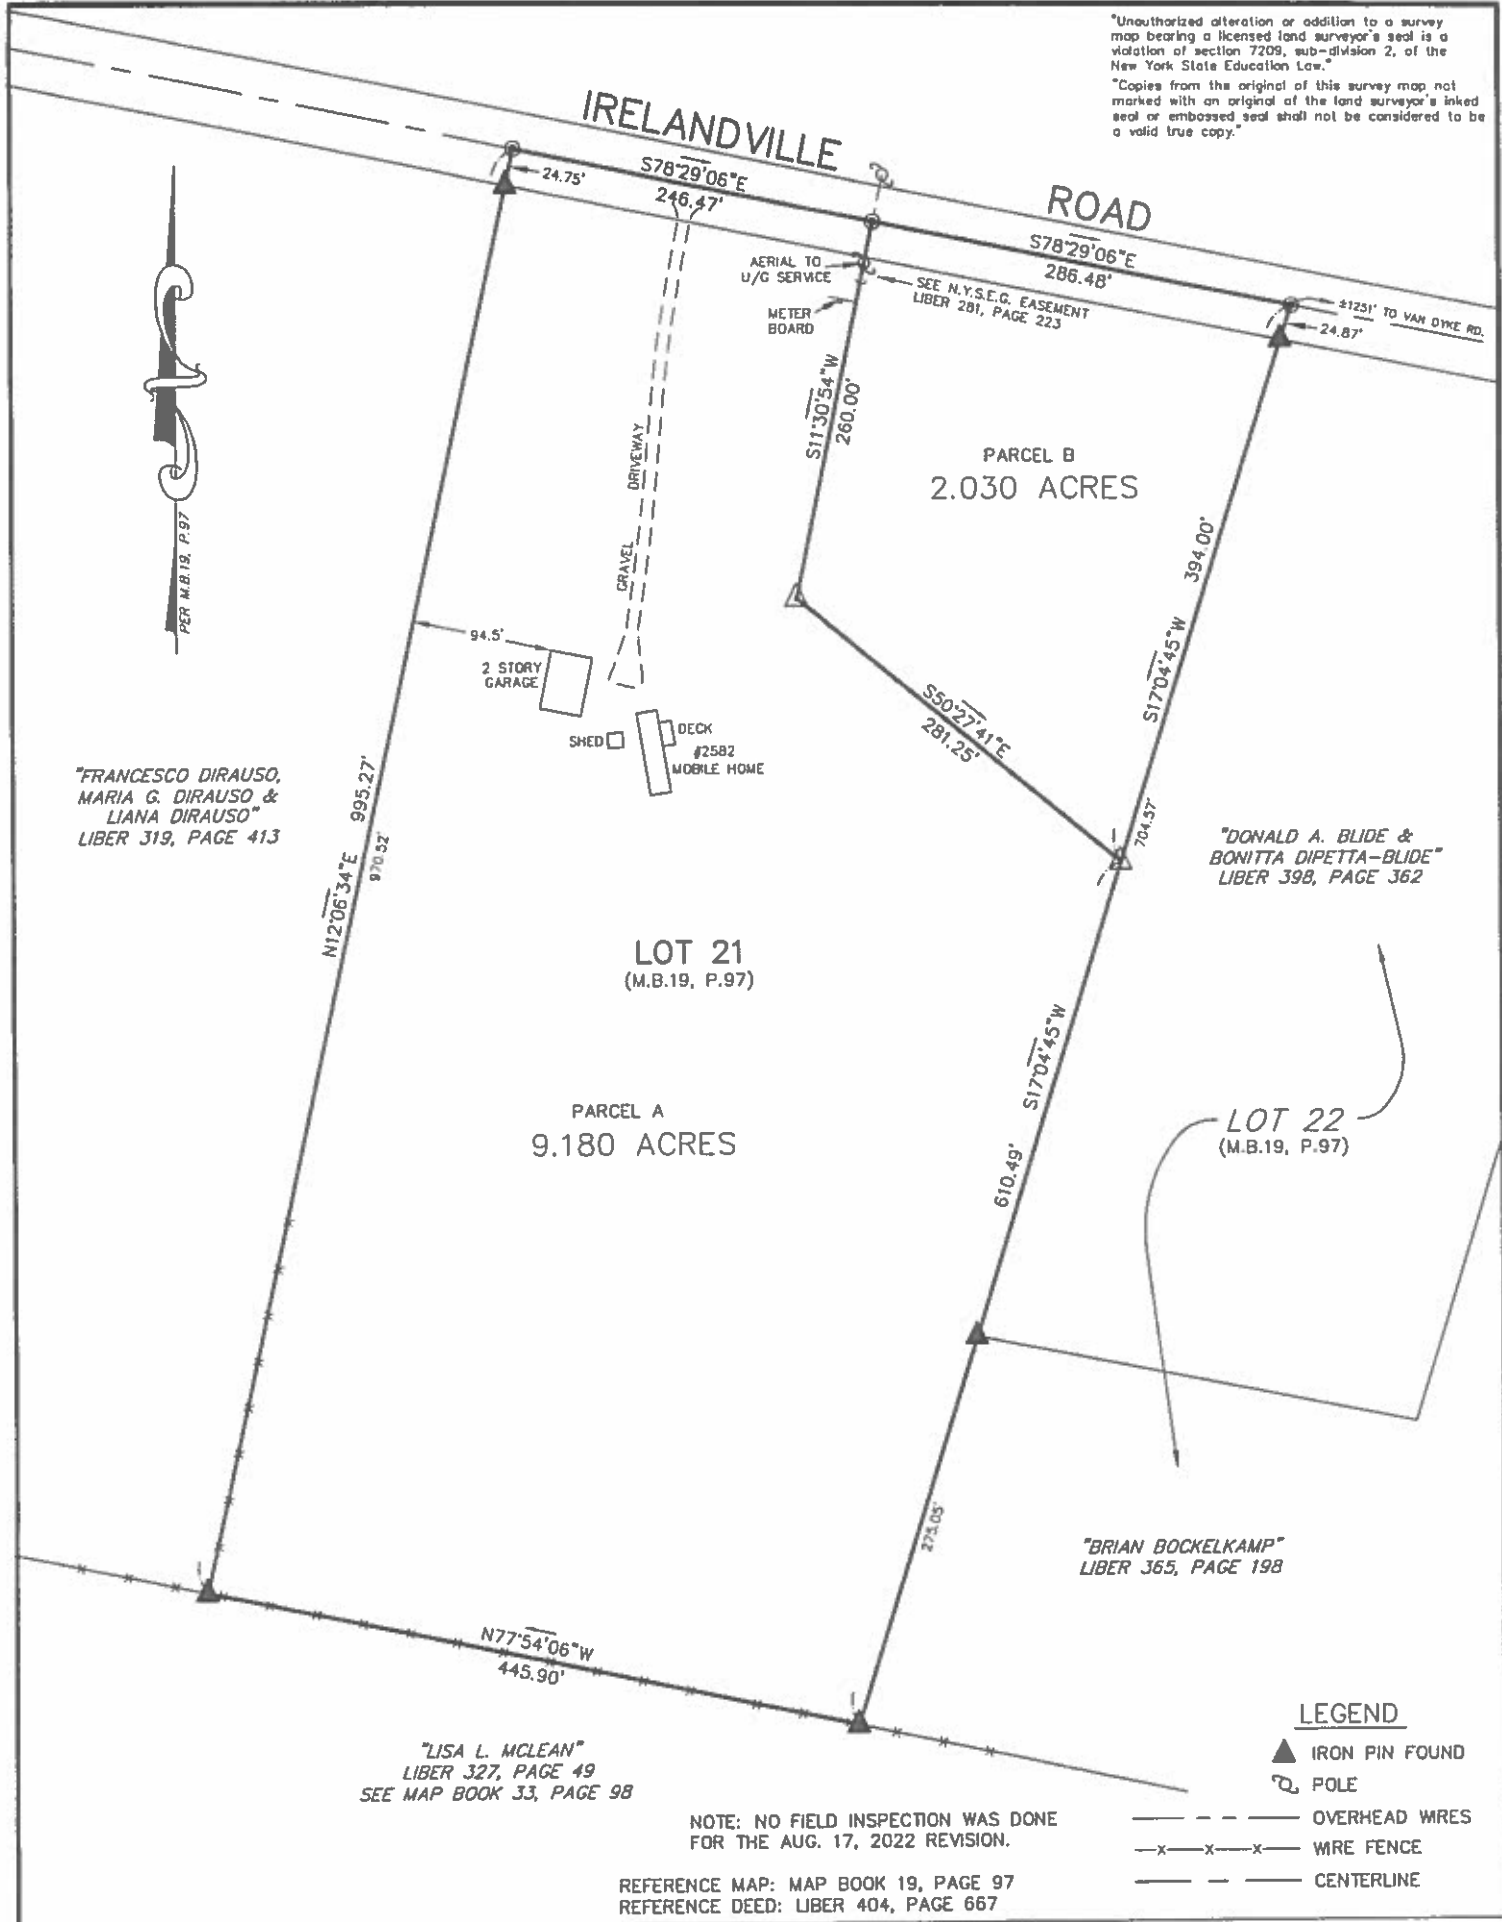 "Unauthorized alteration or addition to a survey
map bearing a licensed land surveyor's seal is a
violation of section 7209, sub-division 2, of the
New York State Education Law."
"Copies from the original of this survey map not
marked with an original of the land surveyor's inked
seal or embossed seal shall not be considered to be
a valid true copy."
IRELANDVILLE
ROAD
24.75'
S78°29'06"E
246.47'
S78°29'06"E
286.48'
±1251' TO VAN DYKE RD.
24.87'
AERIAL TO
U/G SERVICE
SEE N.Y.S.E.G. EASEMENT
LIBER 281, PAGE 223
METER
BOARD
S11°30'54"W
260.00'
PARCEL B
2.030 ACRES
PER M.B.19, P.97
GRAVEL DRIVEWAY
394.00'
S17°04'45"W
94.5'
2 STORY
GARAGE
SHED
DECK
#2582
MOBILE HOME
S50°27'41"E
281.25'
704.57'
"FRANCESCO DIRAUSO,
MARIA G. DIRAUSO &
LIANA DIRAUSO"
LIBER 319, PAGE 413
N12°06'34"E 995.27'
970.52'
"DONALD A. BLIDE &
BONITTA DIPETTA-BLIDE"
LIBER 398, PAGE 362
LOT 21
(M.B.19, P.97)
S17°04'45"W
610.49'
PARCEL A
9.180 ACRES
LOT 22
(M.B.19, P.97)
275.05'
"BRIAN BOCKELKAMP"
LIBER 365, PAGE 198
N77°54'06"W
445.90'
"LISA L. MCLEAN"
LIBER 327, PAGE 49
SEE MAP BOOK 33, PAGE 98
LEGEND
IRON PIN FOUND
POLE
OVERHEAD WIRES
WIRE FENCE
CENTERLINE
NOTE: NO FIELD INSPECTION WAS DONE
FOR THE AUG. 17, 2022 REVISION.
REFERENCE MAP: MAP BOOK 19, PAGE 97
REFERENCE DEED: LIBER 404, PAGE 667